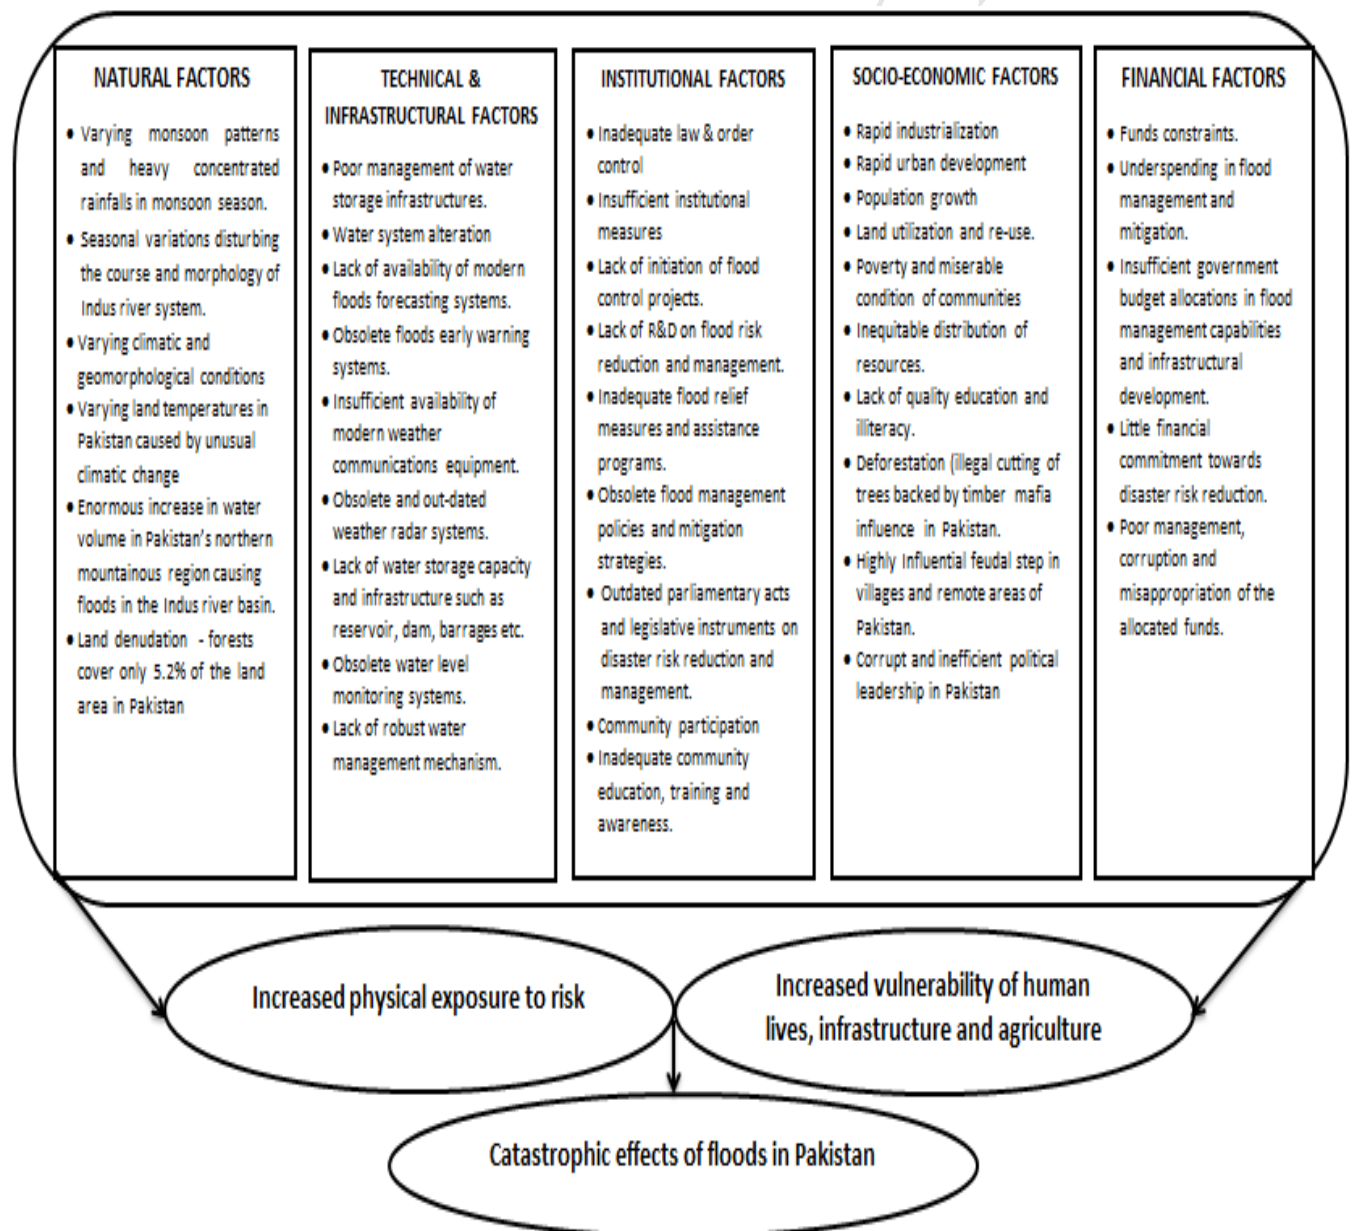 NATURAL FACTORS
• Varying monsoon patterns
and heavy concentrated
rainfalls in monsoon season.
• Seasonal variations disturbing
the course and morphology of
Indus river system.
• Varying climatic and
geomorphological conditions
• Varying land temperatures in
Pakistan caused by unusual
climatic change
• Enormous increase in water
volume in Pakistan's northern
mountainous region causing
floods in the Indus river basin.
• Land denudation - forests
cover only 5.2% of the land
area in Pakistan
TECHNICAL &
INFRASTRUCTURAL FACTORS
• Poor management of water
storage infrastructures.
• Water system alteration
• Lack of availability of modern
floods forecasting systems.
• Obsolete floods early warning
systems.
• Insufficient availability of
modern weather
communications equipment.
• Obsolete and out-dated
weather radar systems.
• Lack of water storage capacity
and infrastructure such as
reservoir, dam, barrages etc.
• Obsolete water level
monitoring systems.
• Lack of robust water
management mechanism.
INSTITUTIONAL FACTORS
• Inadequate law & order
control
• Insufficient institutional
measures
• Lack of initiation of flood
control projects.
• Lack of R&D on flood risk
reduction and management.
• Inadequate flood relief
measures and assistance
programs.
• Obsolete flood management
policies and mitigation
strategies.
• Outdated parliamentary acts
and legislative instruments on
disaster risk reduction and
management.
• Community participation
• Inadequate community
education, training and
awareness.
SOCIO-ECONOMIC FACTORS
• Rapid industrialization
• Rapid urban development
• Population growth
• Land utilization and re-use.
• Poverty and miserable
condition of communities
• Inequitable distribution of
resources.
• Lack of quality education and
illiteracy.
• Deforestation (illegal cutting of
trees backed by timber mafia
influence in Pakistan.
• Highly Influential feudal step in
villages and remote areas of
Pakistan.
• Corrupt and inefficient political
leadership in Pakistan
FINANCIAL FACTORS
• Funds constraints.
• Underspending in flood
management and
mitigation.
• Insufficient government
budget allocations in flood
management capabilities
and infrastructural
development.
• Little financial
commitment towards
disaster risk reduction.
• Poor management,
corruption and
misappropriation of the
allocated funds.
Increased physical exposure to risk
Increased vulnerability of human
lives, infrastructure and agriculture
Catastrophic effects of floods in Pakistan